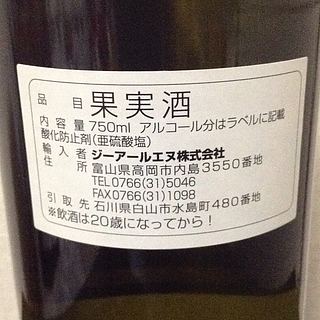 品　目　果実酒
内 容 量　750ml　アルコール分はラベルに記載
酸化防止剤(亜硫酸塩)
輸 入 者　ジーアールエヌ株式会社
住　　所　富山県高岡市内島3550番地
TEL0766(31)5046
FAX0766(31)1098
引 取 先　石川県白山市水島町480番地
※飲酒は20歳になってから!